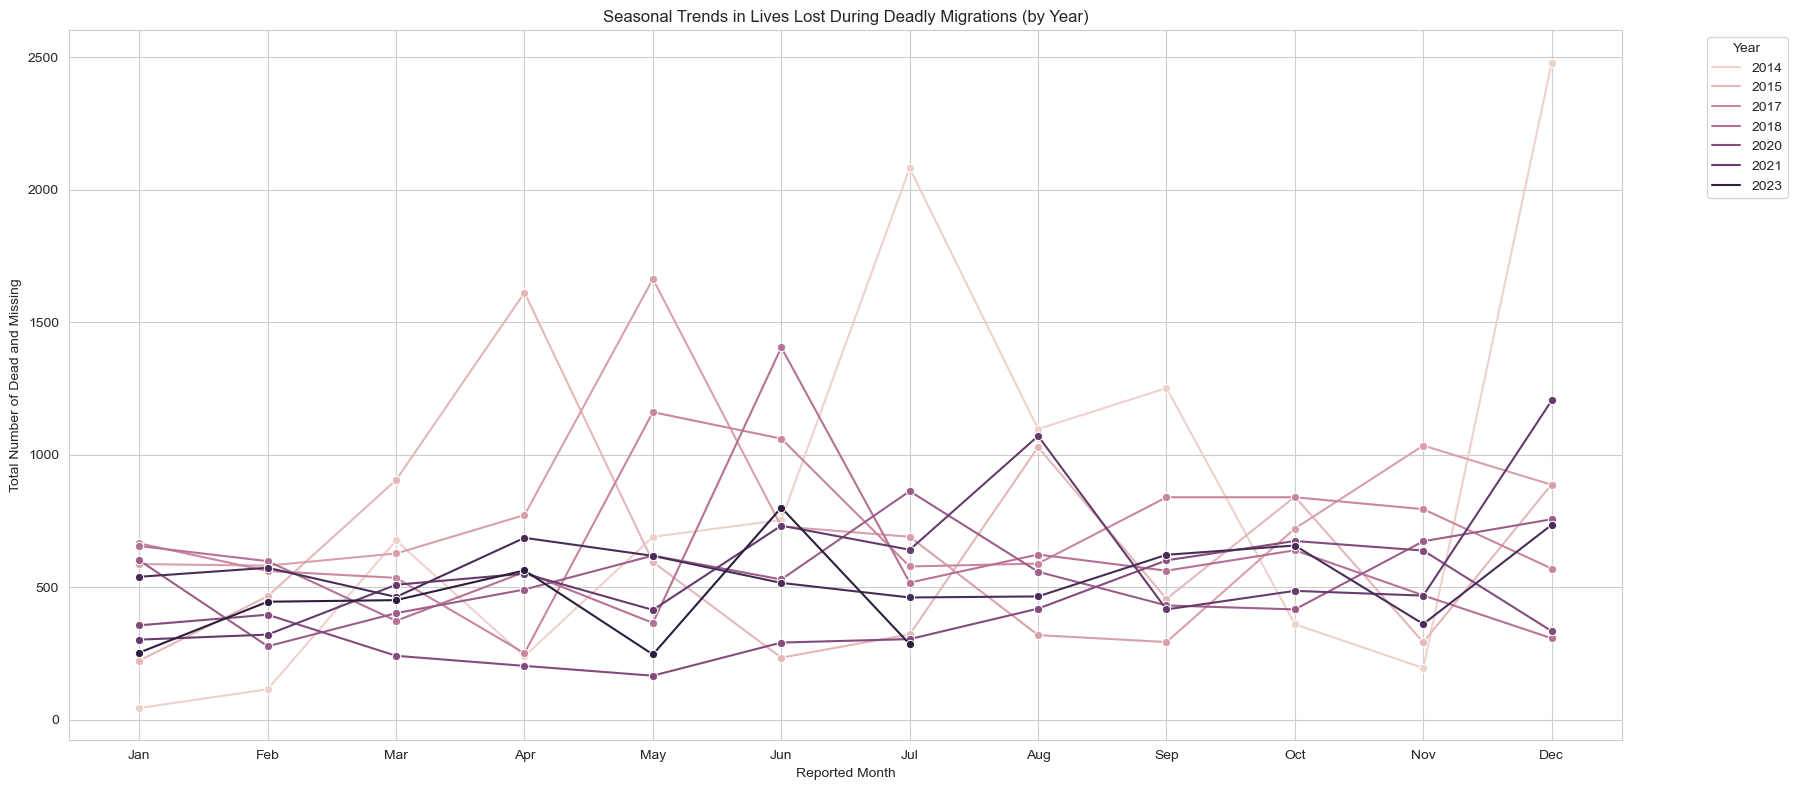 Seasonal Trends in Lives Lost During Deadly Migrations (by Year)
Year
2014
2015
2017
2018
2020
2021
2023
Total Number of Dead and Missing
2500
2000
1500
1000
500
0
Jan Feb Mar Apr May Jun Jul Aug Sep Oct Nov Dec
Reported Month